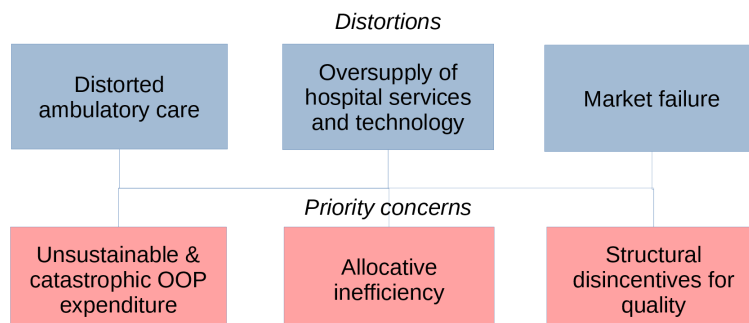 Distortions
Distorted
ambulatory care
Oversupply of
hospital services
and technology
Market failure
Priority concerns
Unsustainable &
catastrophic OOP
expenditure
Allocative
inefficiency
Structural
disincentives for
quality